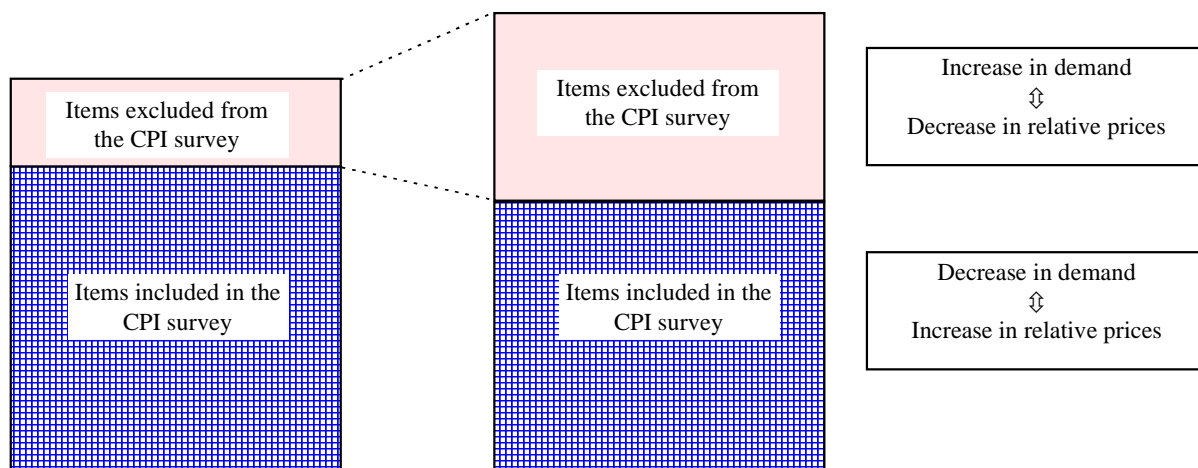 Items excluded from
the CPI survey
Items included in the
CPI survey
Items excluded from
the CPI survey
Items included in the
CPI survey
Increase in demand
⇕
Decrease in relative prices
Decrease in demand
⇕
Increase in relative prices